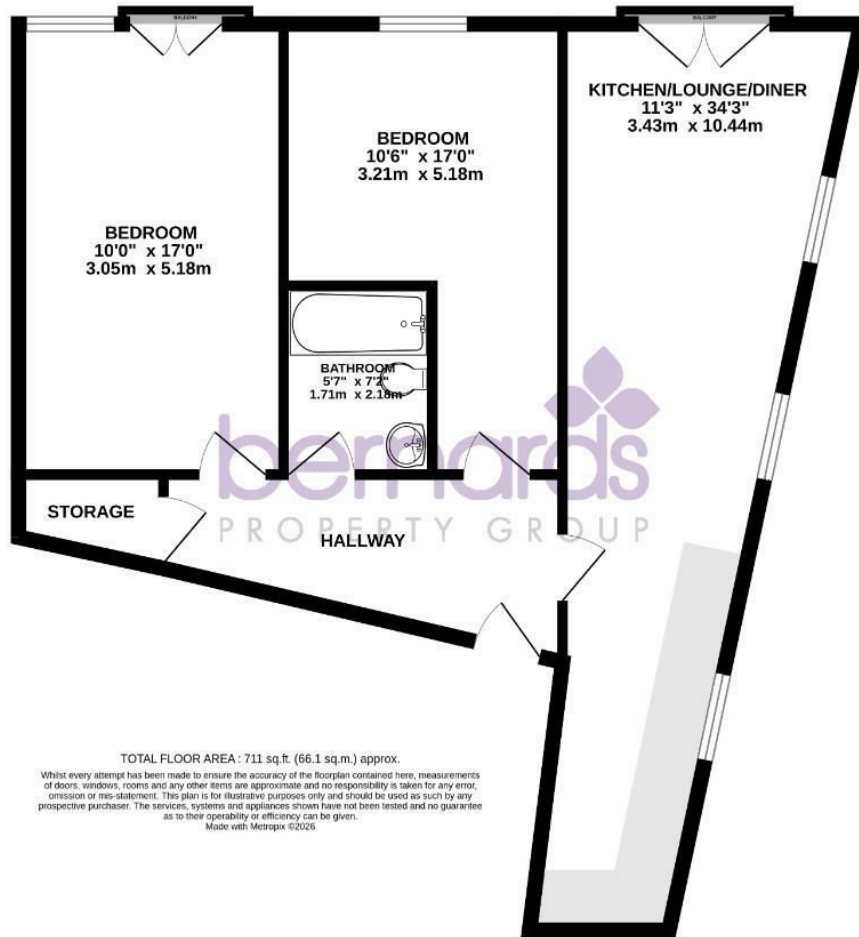 BALCONY
BALCONY
KITCHEN/LOUNGE/DINER
11'3" x 34'3"
3.43m x 10.44m
BEDROOM
10'6" x 17'0"
3.21m x 5.18m
BEDROOM
10'0" x 17'0"
3.05m x 5.18m
BATHROOM
5'7" x 7'2"
1.71m x 2.18m
bernards
PROPERTY GROUP
STORAGE
HALLWAY
TOTAL FLOOR AREA : 711 sq.ft. (66.1 sq.m.) approx.
Whilst every attempt has been made to ensure the accuracy of the floorplan contained here, measurements
of doors, windows, rooms and any other items are approximate and no responsibility is taken for any error,
omission or mis-statement. This plan is for illustrative purposes only and should be used as such by any
prospective purchaser. The services, systems and appliances shown have not been tested and no guarantee
as to their operability or efficiency can be given.
Made with Metropix ©2026